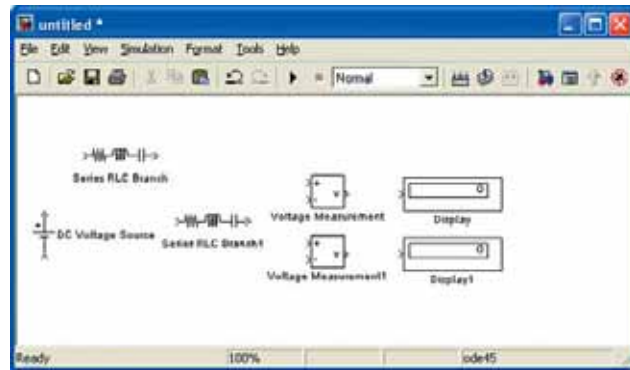 untitled *
File Edit View Simulation Format Tools Help
Normal
Series RLC Branch
DC Voltage Source
Series RLC Branch1
+
-
v
Voltage Measurement
0
Display
+
-
v
Voltage Measurement1
0
Display1
Ready 100% ode45